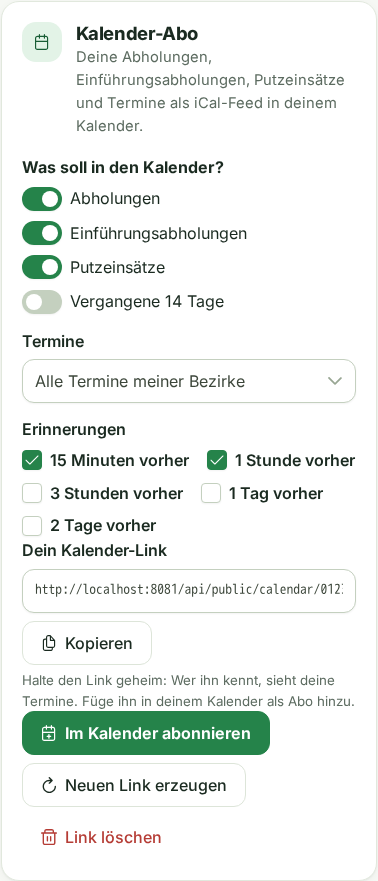 Kalender-Abo
Deine Abholungen,
Einführungsabholungen, Putzeinsätze
und Termine als iCal-Feed in deinem
Kalender.
Was soll in den Kalender?
Abholungen
Einführungsabholungen
Putzeinsätze
Vergangene 14 Tage
Termine
Alle Termine meiner Bezirke
Erinnerungen
15 Minuten vorher 1 Stunde vorher
3 Stunden vorher 1 Tag vorher
2 Tage vorher
Dein Kalender-Link
http://localhost:8081/api/public/calendar/012
Kopieren
Halte den Link geheim: Wer ihn kennt, sieht deine
Termine. Füge ihn in deinem Kalender als Abo hinzu.
Im Kalender abonnieren
Neuen Link erzeugen
Link löschen